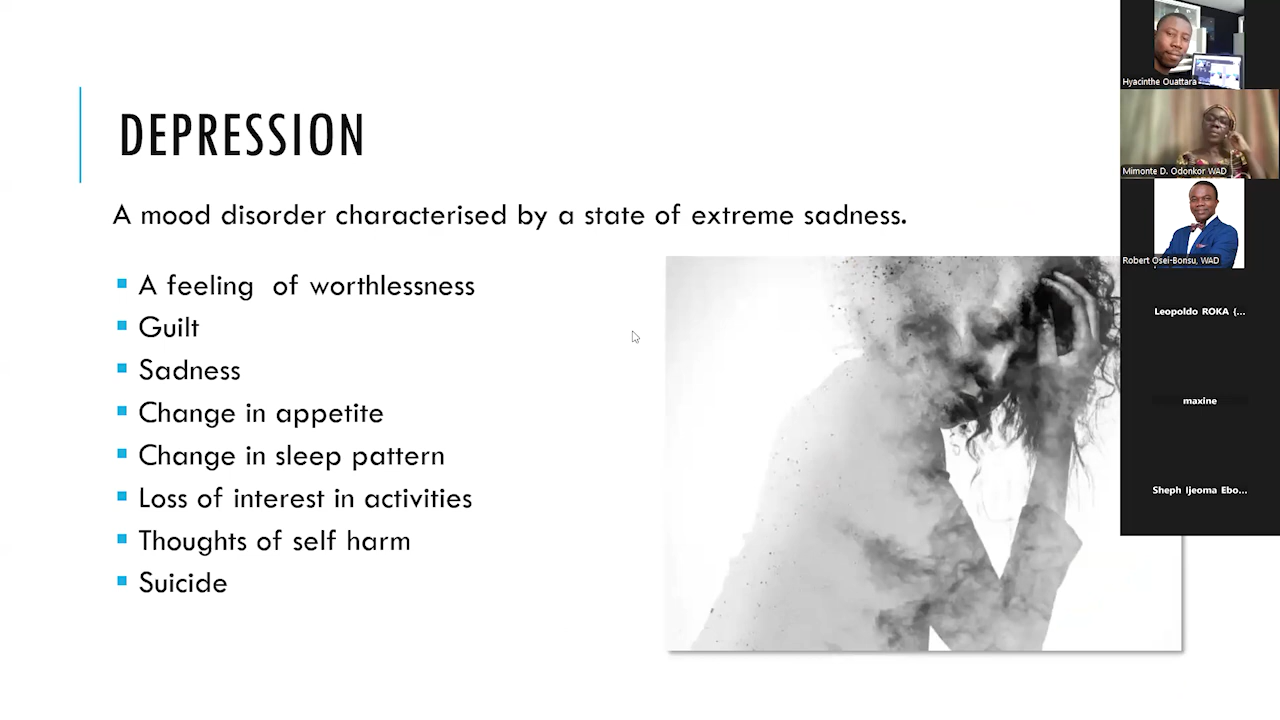 DEPRESSION
A mood disorder characterised by a state of extreme sadness.
A feeling of worthlessness
Guilt
Sadness
Change in appetite
Change in sleep pattern
Loss of interest in activities
Thoughts of self harm
Suicide
Hyacinthe Ouattara
Mimonte D. Odonkor WAD
Robert Osei-Bonsu, WAD
Leopoldo ROKA (...
maxine
Sheph Ijeoma Ebo...